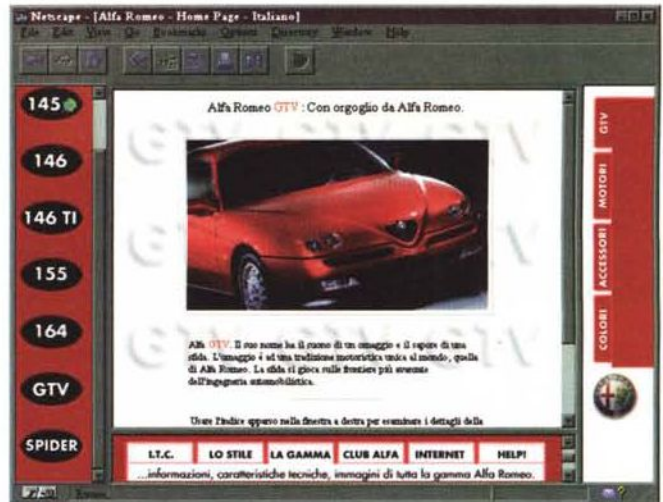 Netscape - [Alfa Romeo - Home Page - Italiano]
File Edit View Go Bookmarks Options Directory Window Help
145
146
146 TI
155
164
GTV
SPIDER
Alfa Romeo GTV : Con orgoglio da Alfa Romeo.
Alfa GTV. Il suo nome ha il suono di un omaggio e il sapore di una
sfida. L'omaggio è ad una tradizione motoristica unica al mondo, quella
di Alfa Romeo. La sfida si gioca sulle frontiere più avanzate
dell'ingegneria automobilistica.
Usare l'indice apparso nella finestra a destra per esaminare i dettagli della
GTV
MOTORI
ACCESSORI
COLORI
I.T.C. LO STILE LA GAMMA CLUB ALFA INTERNET HELP!
...informazioni, caratteristiche tecniche, immagini di tutta la gamma Alfa Romeo.